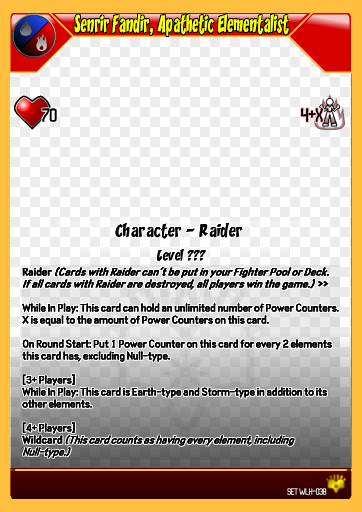 Senrir Fandir, Apathetic Elementalist
70
4+X
Character - Raider
Level ???
Raider (Cards with Raider can't be put in your Fighter Pool or Deck.
If all cards with Raider are destroyed, all players win the game.) >>
While In Play: This card can hold an unlimited number of Power Counters.
X is equal to the amount of Power Counters on this card.
On Round Start: Put 1 Power Counter on this card for every 2 elements
this card has, excluding Null-type.
[3+ Players]
While In Play: This card is Earth-type and Storm-type in addition to its
other elements.
[4+ Players]
Wildcard (This card counts as having every element, including
Null-type.)
SET WLH-038